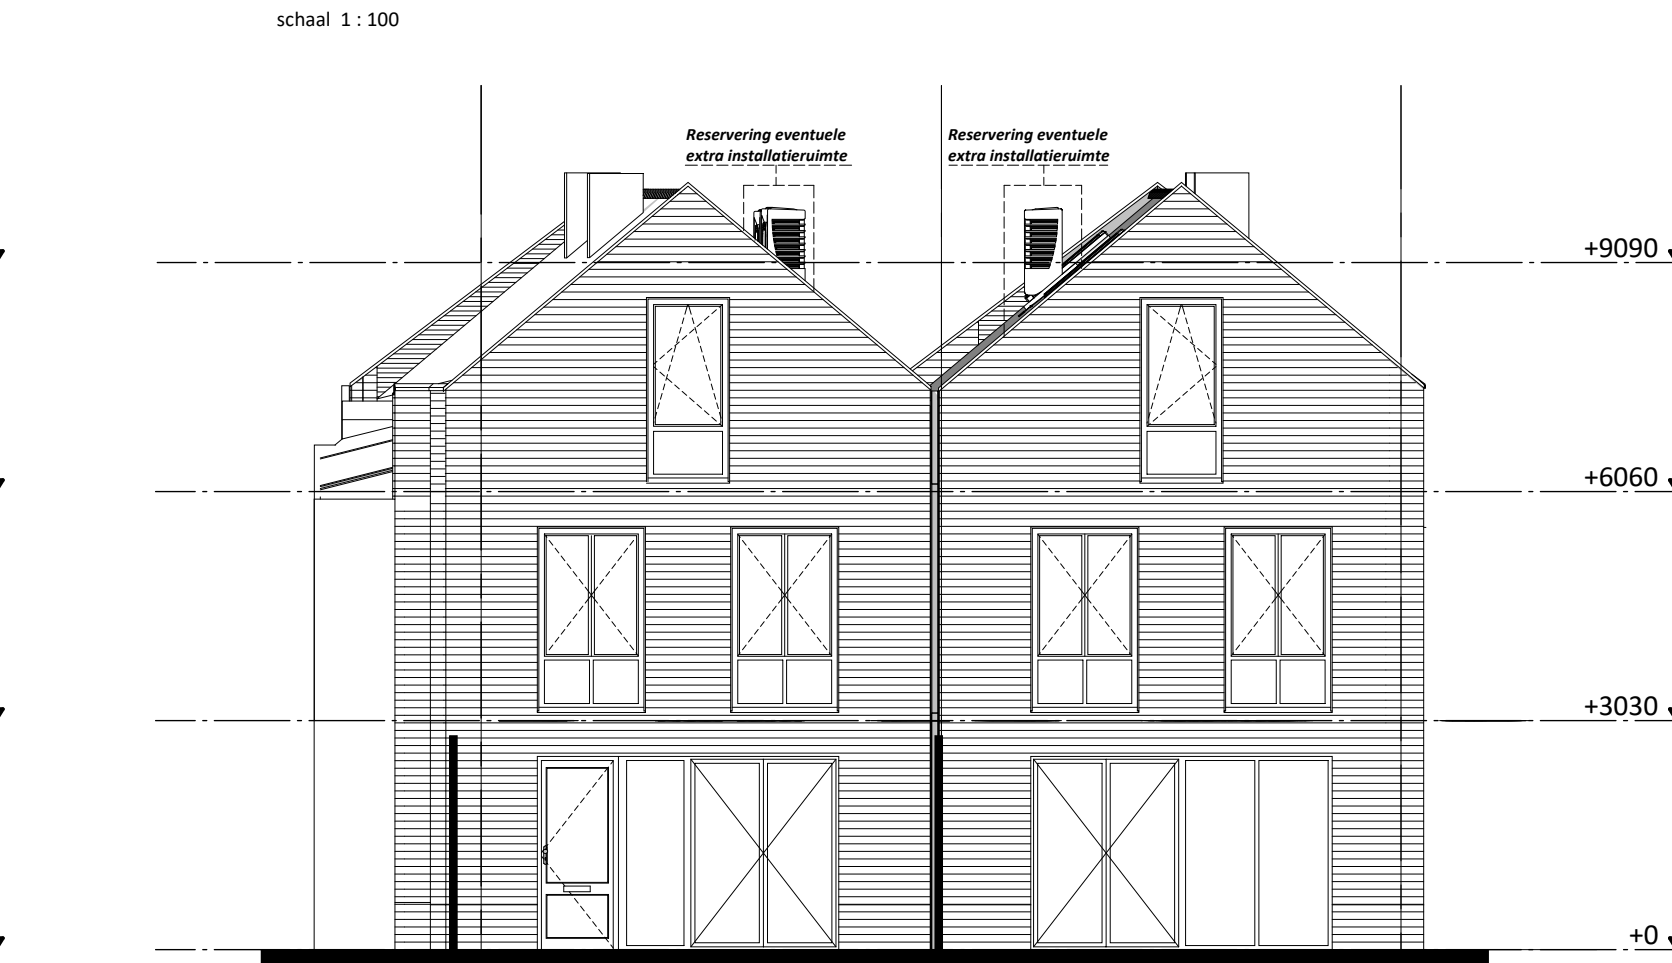 schaal 1 : 100
Reservering eventuele
extra installatieruimte
Reservering eventuele
extra installatieruimte
+9090
+6060
+3030
+0